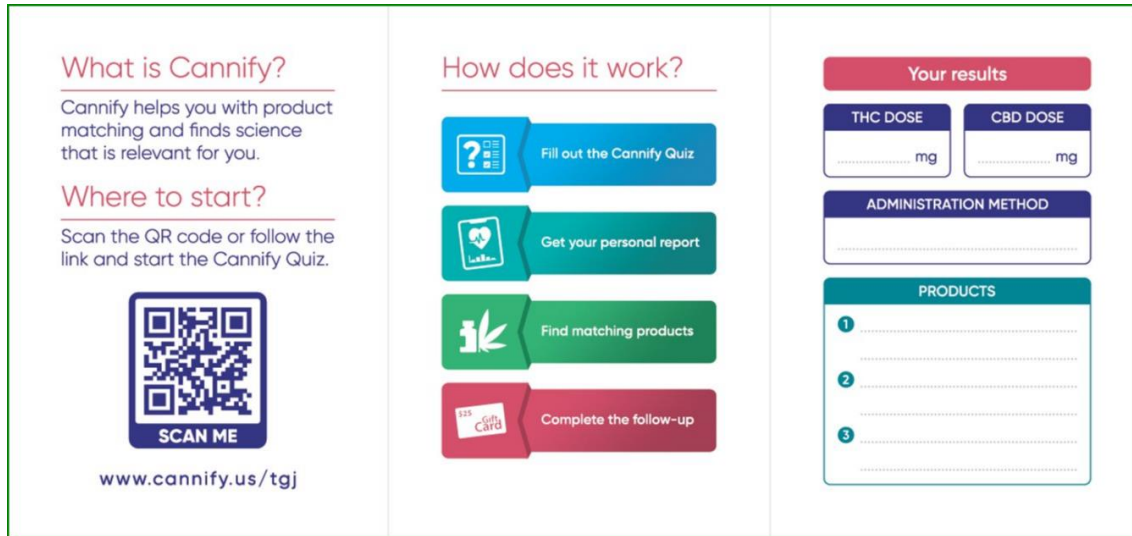 What is Cannify?
Cannify helps you with product
matching and finds science
that is relevant for you.
Where to start?
Scan the QR code or follow the
link and start the Cannify Quiz.
SCAN ME
www.cannify.us/tgj
How does it work?
?
Fill out the Cannify Quiz
Get your personal report
Find matching products
$25
Gift
Card
Complete the follow-up
Your results
THC DOSE
mg
CBD DOSE
mg
ADMINISTRATION METHOD
PRODUCTS
1
2
3